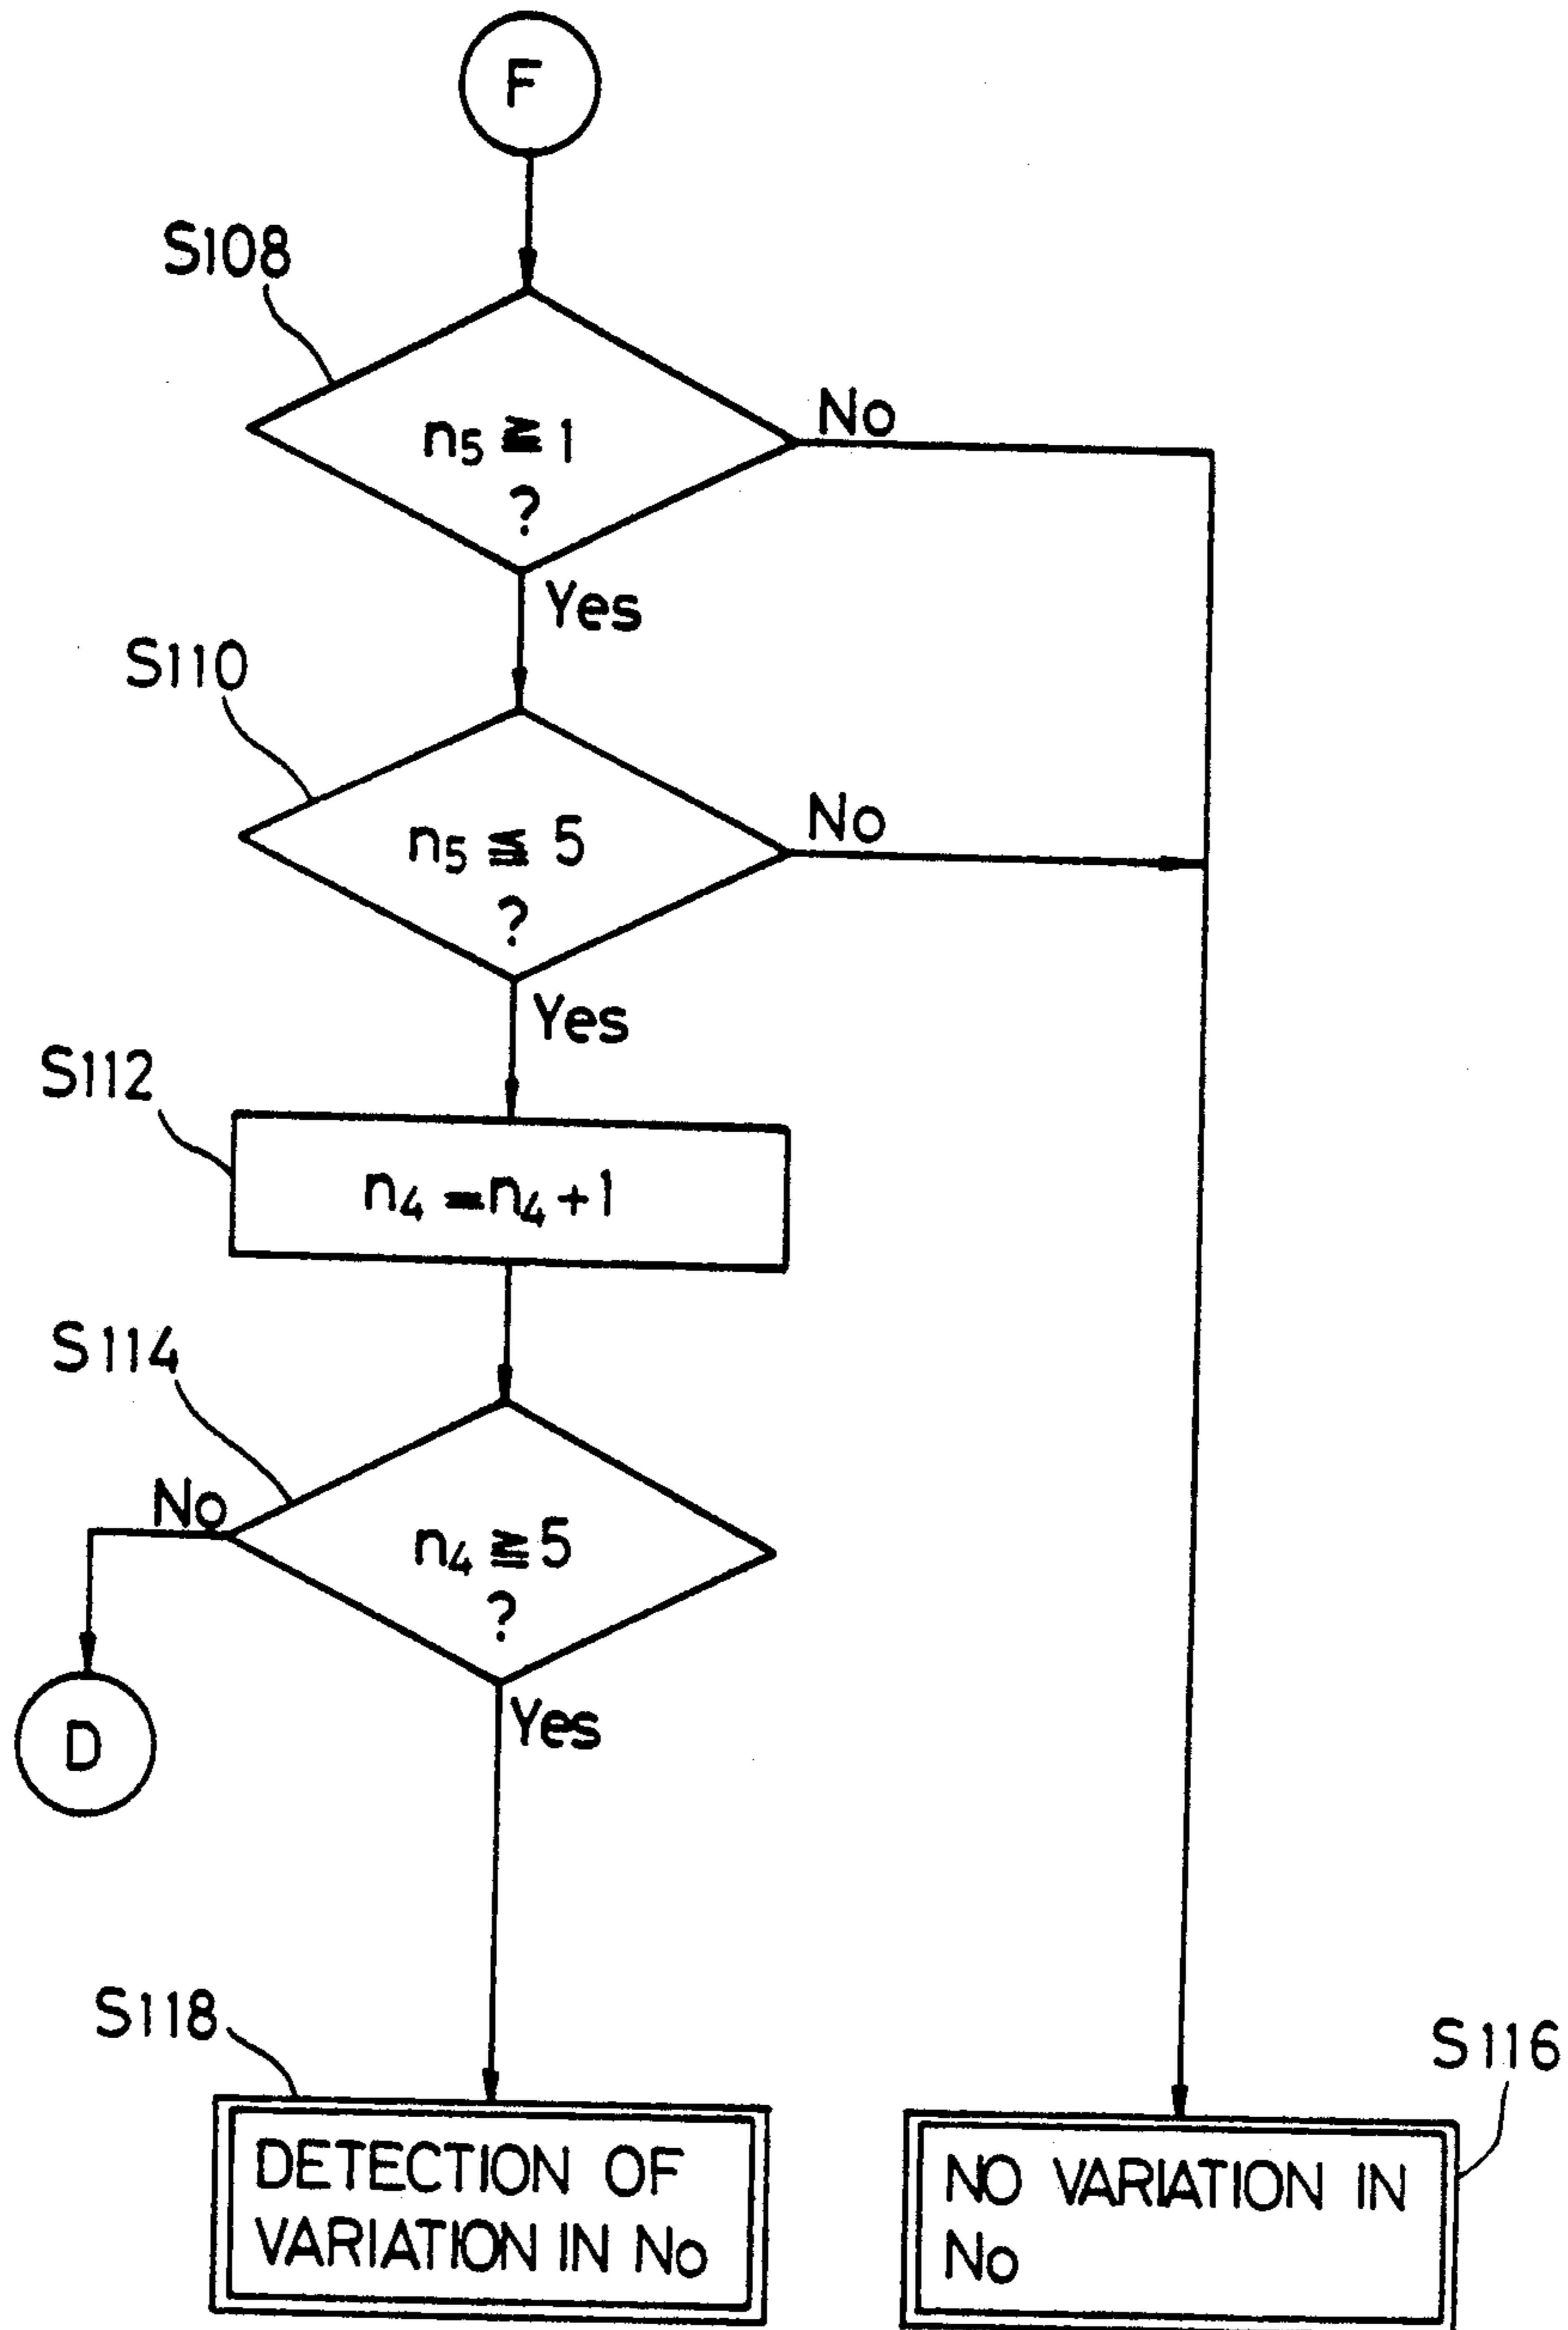 F
S108
n₅ ≧ 1
?
No
Yes
S110
n₅ ≦ 5
?
No
Yes
S112
n₄ = n₄ + 1
S114
No
n₄ ≧ 5
?
D
Yes
S118
S116
DETECTION OF
VARIATION IN No
NO VARIATION IN
No